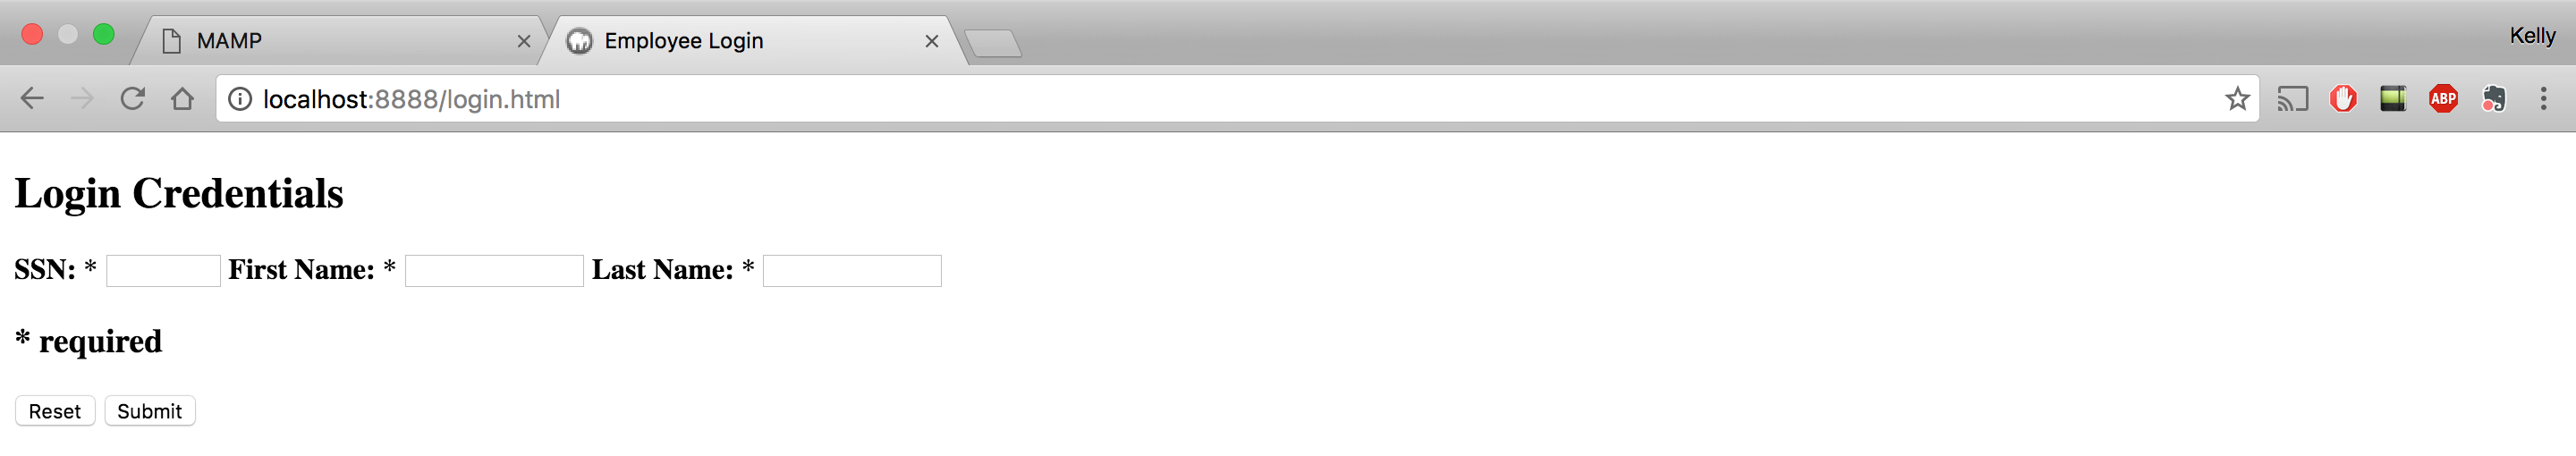 MAMP Employee Login Kelly
localhost:8888/login.html ABP
Login Credentials
SSN: * First Name: * Last Name: *
* required
Reset Submit